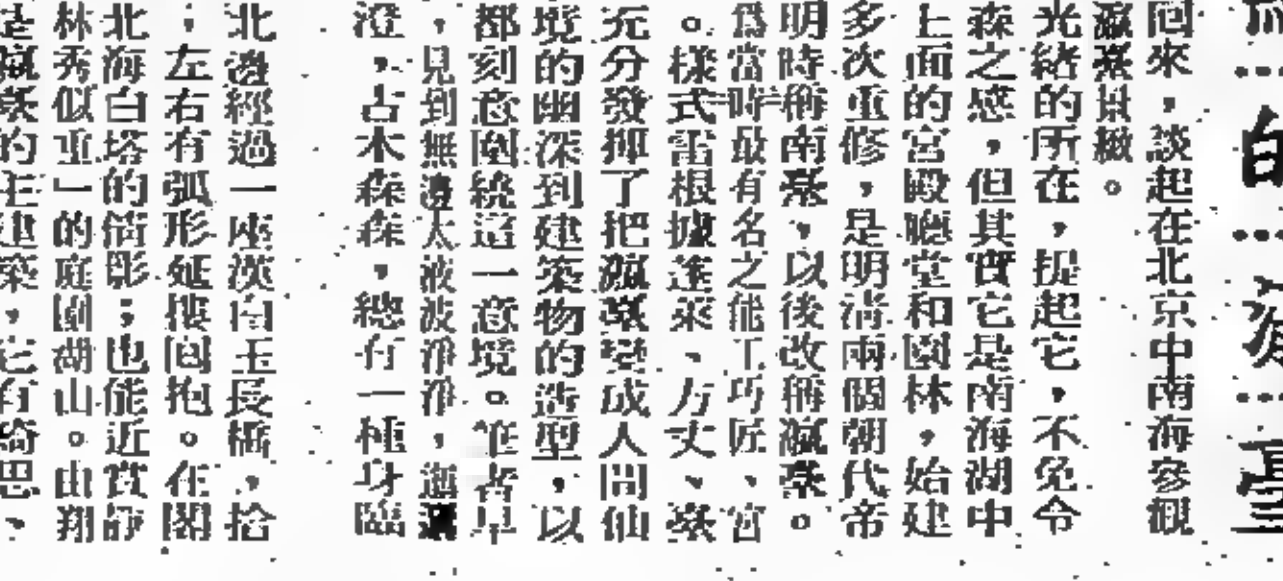 的
臺
回來，談起在北京中南海參觀
瀛臺景緻。
光緒的所在，提起它，不免令
森之感，但其實它是南海湖中
上面的宮殿廳堂和園林，始建
多次重修，是明清兩個朝代帝
明時稱南臺，以後改稱瀛臺。
爲當時最有名之能工巧匠、宮
。樣式雷根據蓬萊、方丈、
充分發揮了把瀛臺變成人間仙
境的幽深到建築物的造型，以
都刻意圍繞這一意境。筆者早
，見到無邊太液波淨淨，
澄，古木森森，總有一種身臨
北邊經過一座漢白玉長橋，拾
，左右有弧形延樓回抱。在閣
北海白塔的倩影；也能近賞靜
林秀似重」的庭園湖山。由翔
是瀛臺的主建築，它有綺思、